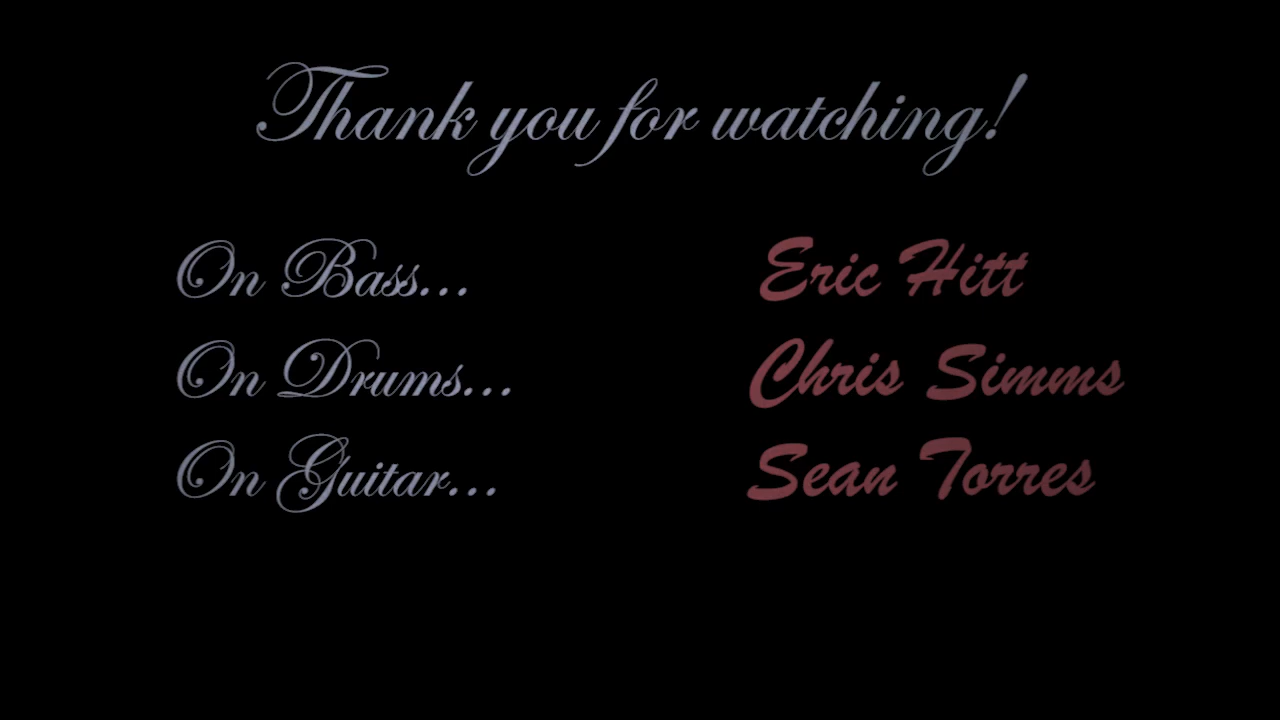 Thank you for watching!
On Bass... Eric Hitt
On Drums... Chris Simms
On Guitar... Sean Torres